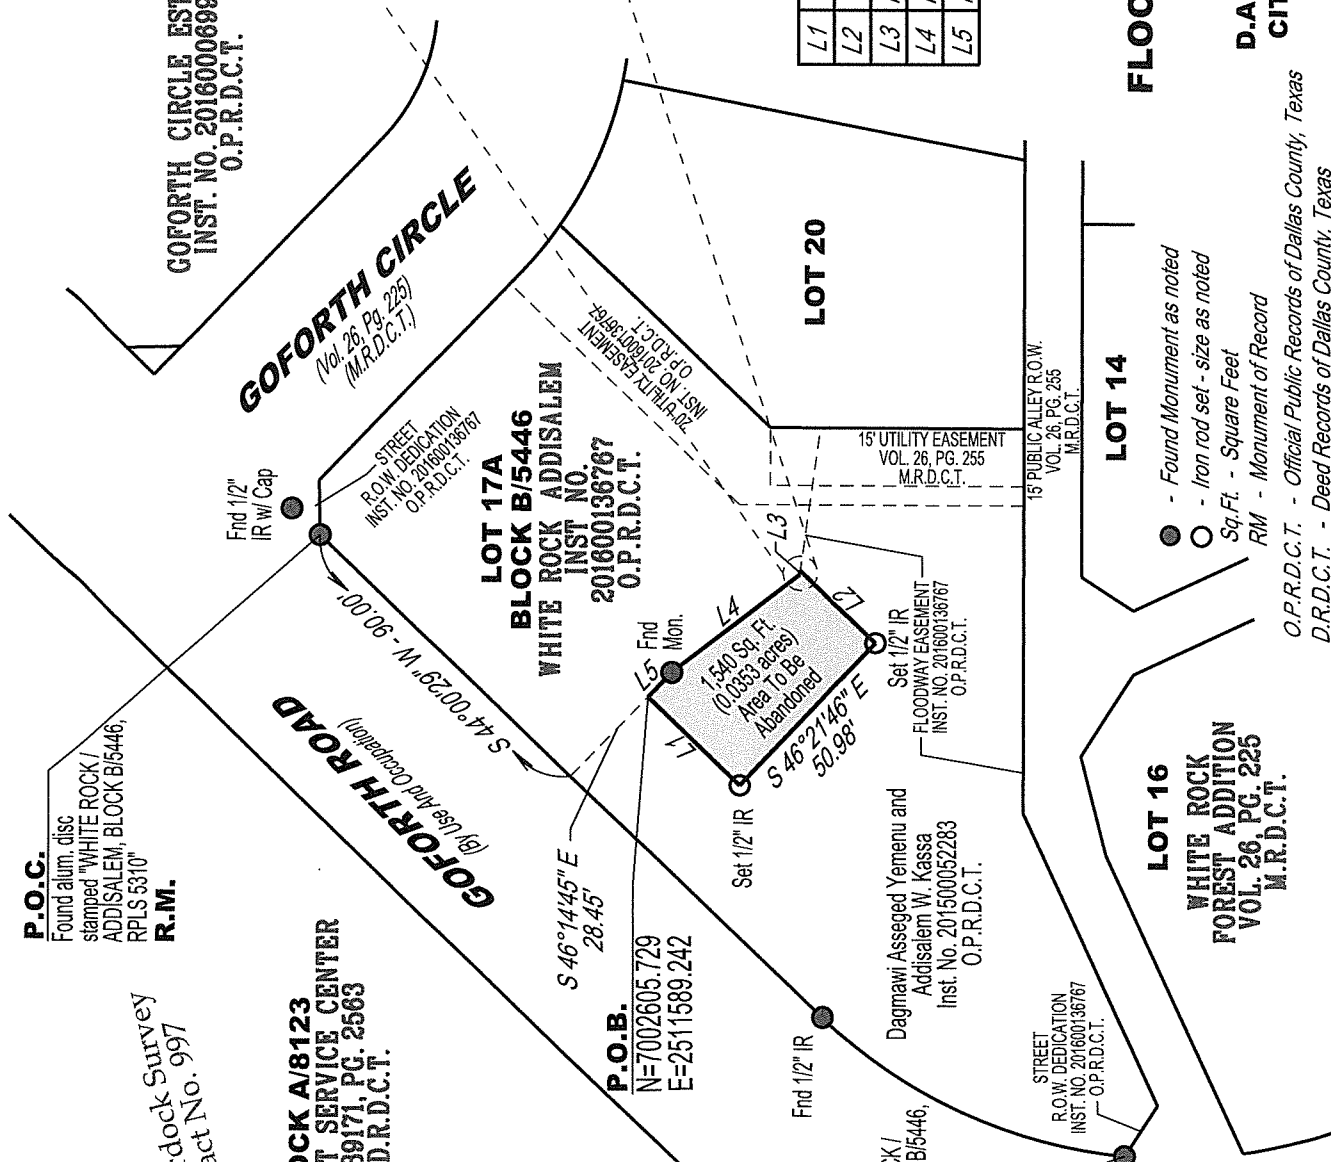 GOFORTH CIRCLE EST
INST. NO. 2016000699
O.P.R.D.C.T.
L1
L2
L3
L4
L5
FLOO
D.A
CIT
GOFORTH CIRCLE
(Vol. 26, Pg. 225)
(M.R.D.C.T.)
Fnd 1/2"
IR w/ Cap
STREET
R.O.W. DEDICATION
INST. NO. 201600136767
O.P.R.D.C.T.
20' UTILITY EASEMENT
INST. NO. 201600136767
O.P.R.D.C.T.
LOT 20
LOT 17A
BLOCK B/5446
WHITE ROCK ADDISALEM
INST NO.
201600136767
O.P.R.D.C.T.
15' UTILITY EASEMENT
VOL. 26, PG. 255
M.R.D.C.T.
15' PUBLIC ALLEY R.O.W.
VOL. 26, PG. 255
M.R.D.C.T.
LOT 14
- Found Monument as noted
- Iron rod set - size as noted
Sq.Ft. - Square Feet
RM - Monument of Record
O.P.R.D.C.T. - Official Public Records of Dallas County, Texas
D.R.D.C.T. - Deed Records of Dallas County, Texas
P.O.C.
Found alum. disc
stamped "WHITE ROCK /
ADDISALEM, BLOCK B/5446,
RPLS 5310"
R.M.
S 44°00'29" W - 90.00'
GOFORTH ROAD
(By Use And Occupation)
L5
Fnd
Mon.
L4
L3
L2
L1
1,540 Sq. Ft.
(0.0353 acres)
Area To Be
Abandoned
S 46°21'46" E
50.98'
Set 1/2" IR
Set 1/2" IR
FLOODWAY EASEMENT
INST. NO. 201600136767
O.P.R.D.C.T.
S 46°14'45" E
28.45'
P.O.B.
N=7002605.729
E=2511589.242
Dagmawi Asseged Yemenu and
Addisalem W. Kassa
Inst. No. 201500052283
O.P.R.D.C.T.
LOT 16
WHITE ROCK
FOREST ADDITION
VOL. 26, PG. 225
M.R.D.C.T.
Fnd 1/2" IR
STREET
R.O.W. DEDICATION
INST. NO. 201600136767
O.P.R.D.C.T.
rdock Survey
act No. 997
OCK A/8123
T SERVICE CENTER
89171, PG. 2563
D.R.D.C.T.
CK /
B/5446,